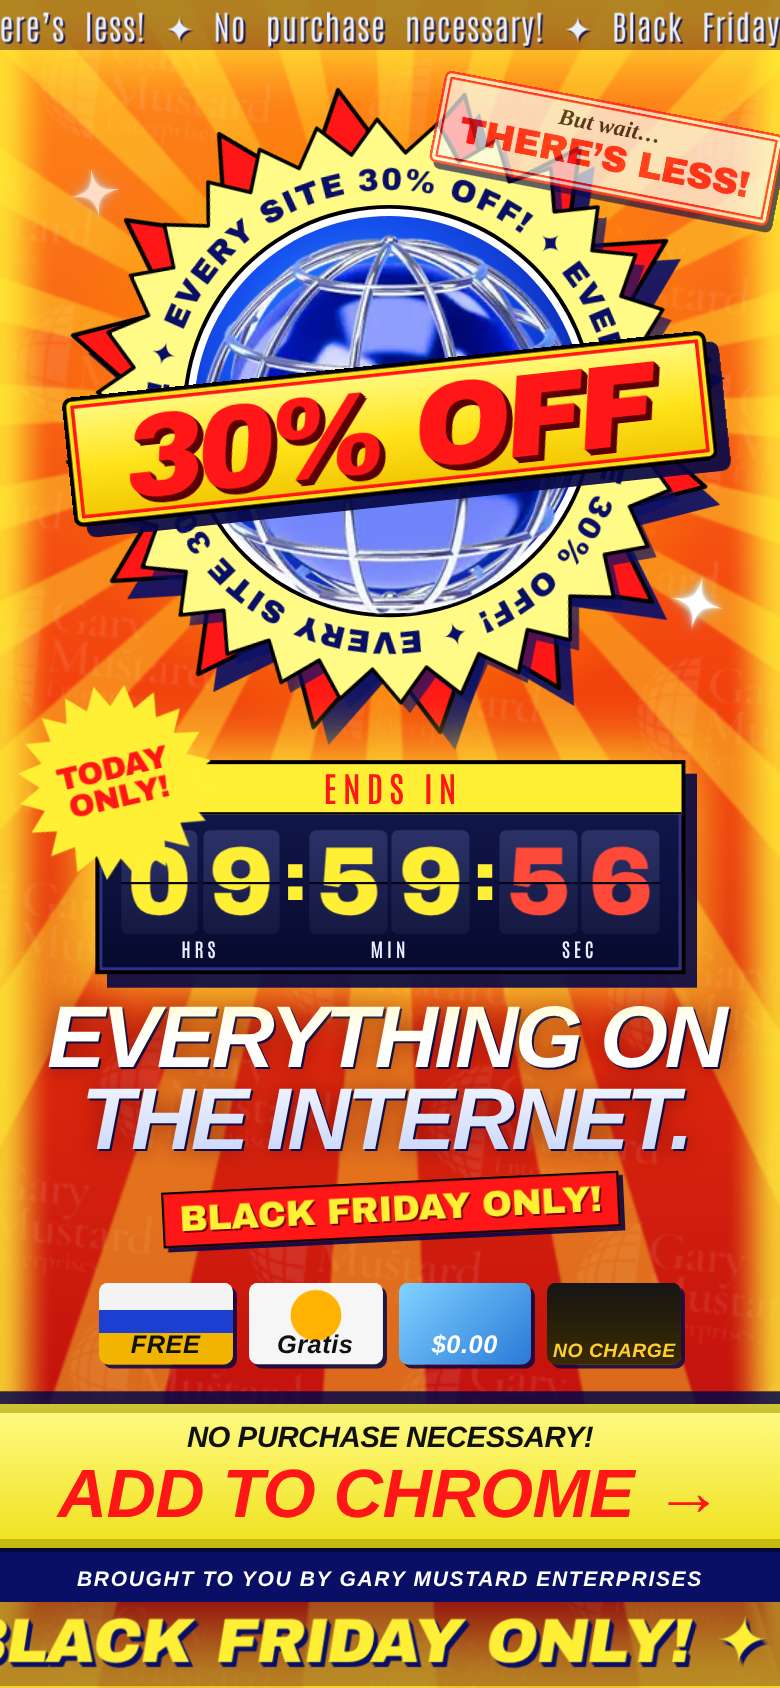 ere’s less! ✦ No purchase necessary! ✦ Black Friday
But wait...
THERE’S LESS!
✦ EVERY SITE 30% OFF! ✦
EVERY SITE 30% OFF! ✦
30% OFF
TODAY
ONLY!
ENDS IN
09:59:56
HRS MIN SEC
EVERYTHING ON
THE INTERNET.
BLACK FRIDAY ONLY!
FREE Gratis $0.00 NO CHARGE
NO PURCHASE NECESSARY!
ADD TO CHROME →
BROUGHT TO YOU BY GARY MUSTARD ENTERPRISES
BLACK FRIDAY ONLY! ✦
Gary
Mustard